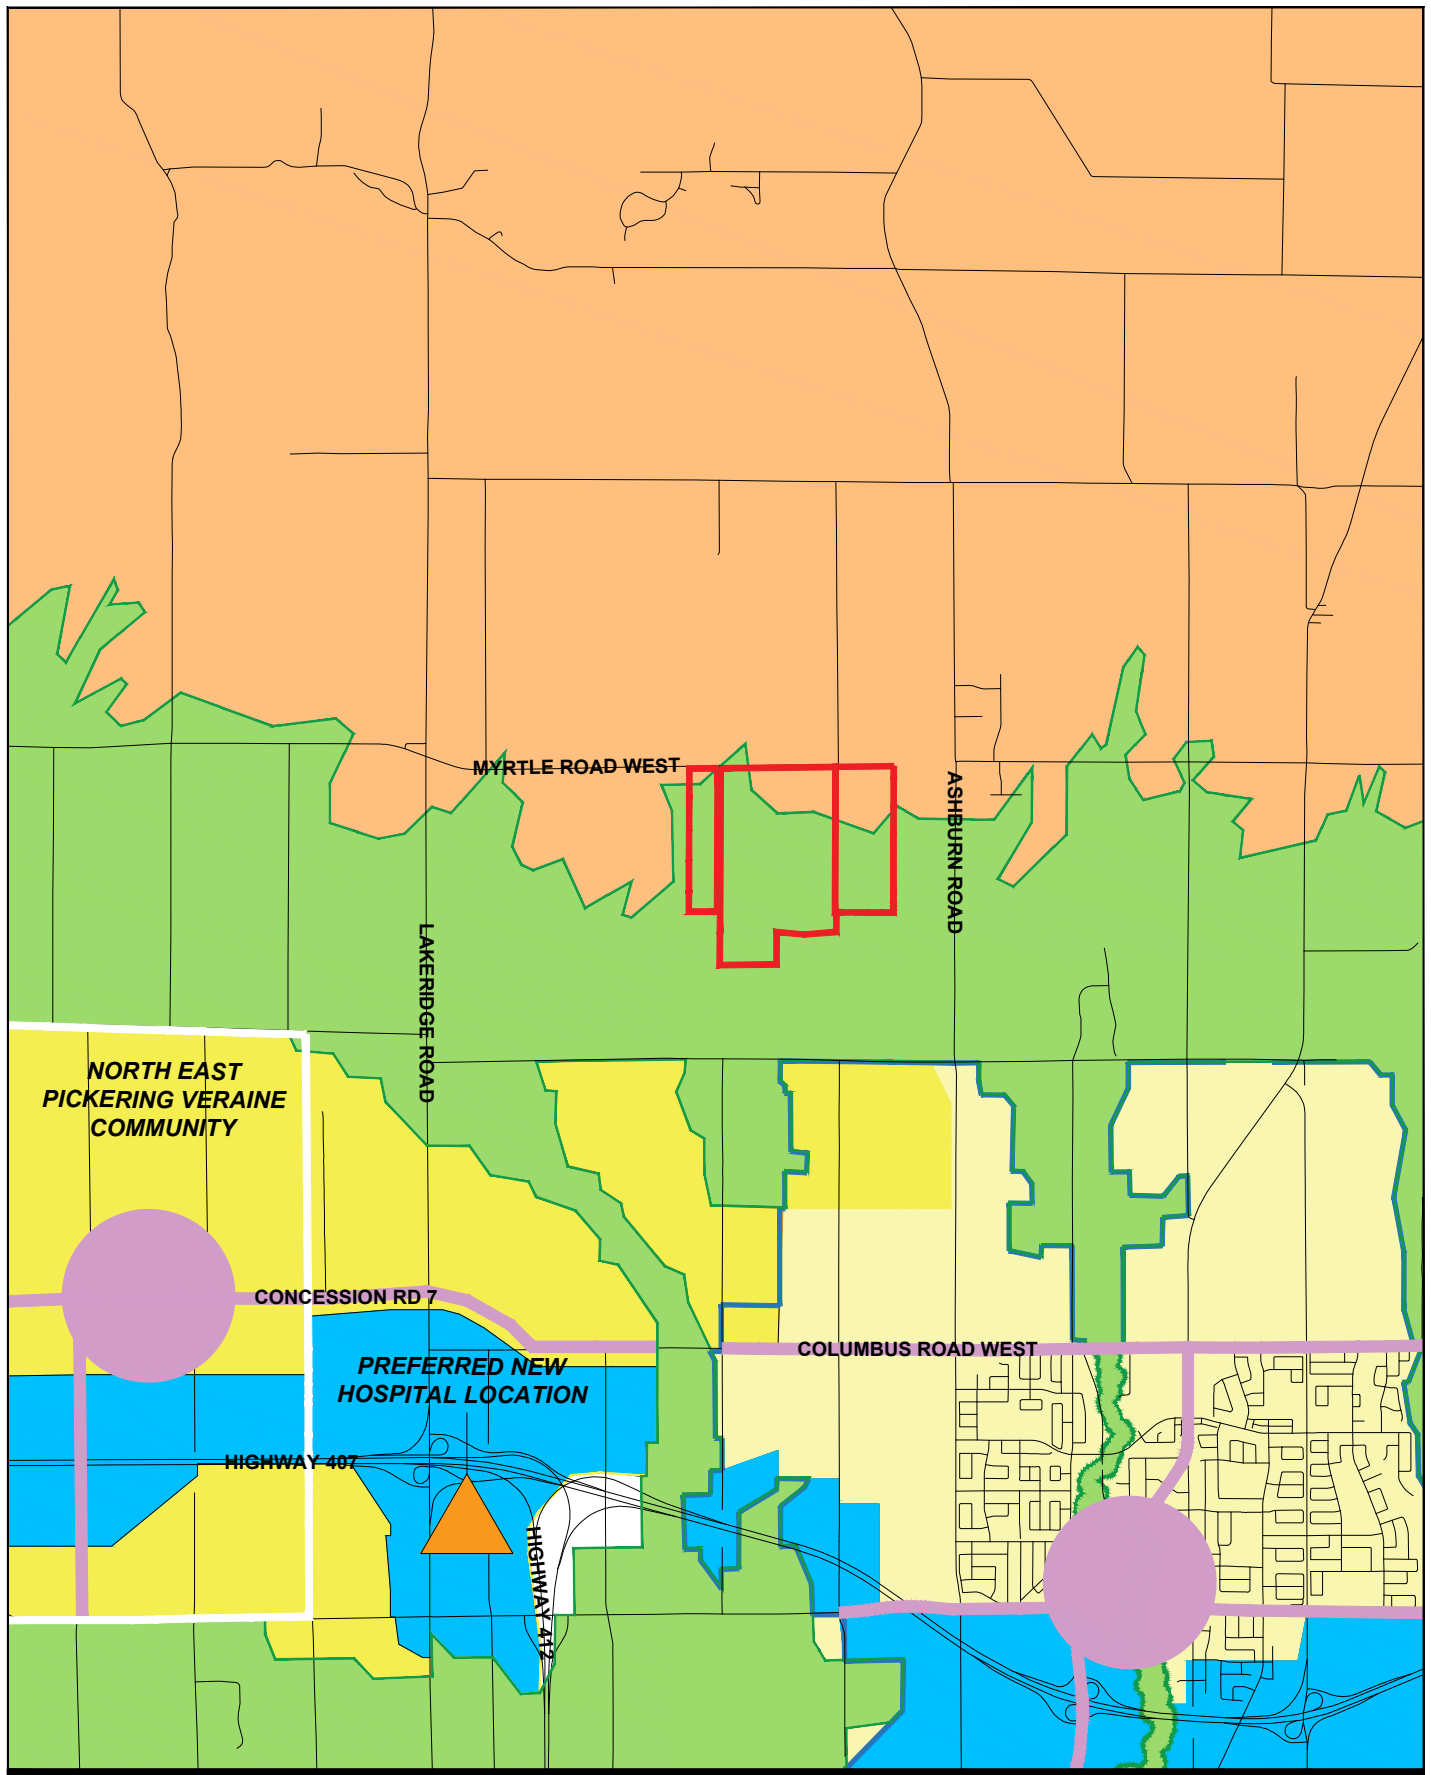 MYRTLE ROAD WEST
ASHBURN ROAD
LAKERIDGE ROAD
NORTH EAST
PICKERING VERAINE
COMMUNITY
CONCESSION RD 7
COLUMBUS ROAD WEST
PREFERRED NEW
HOSPITAL LOCATION
HIGHWAY 407
HIGHWAY 412